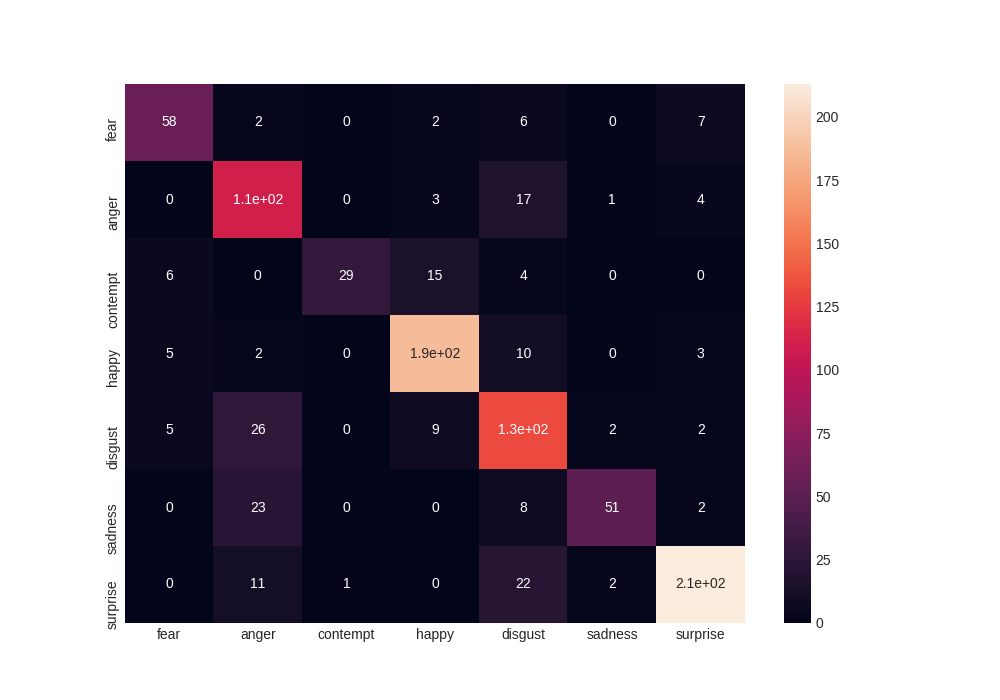 fear 58 2 0 2 6 0 7
anger 0 1.1e+02 0 3 17 1 4
contempt 6 0 29 15 4 0 0
happy 5 2 0 1.9e+02 10 0 3
disgust 5 26 0 9 1.3e+02 2 2
sadness 0 23 0 0 8 51 2
surprise 0 11 1 0 22 2 2.1e+02
fear anger contempt happy disgust sadness surprise
200
175
150
125
100
75
50
25
0